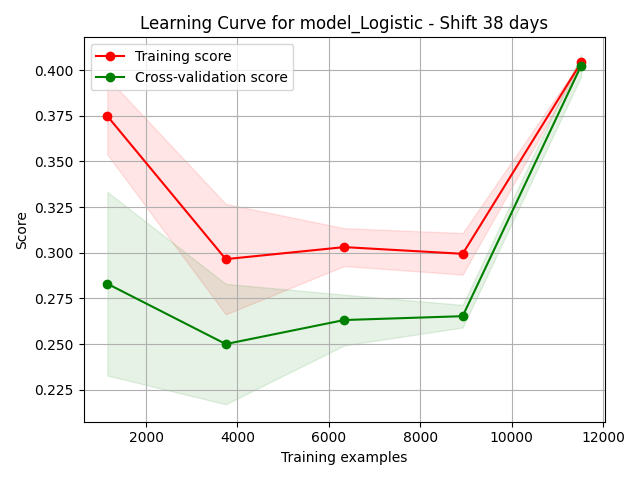 Learning Curve for model_Logistic - Shift 38 days
Training score
Cross-validation score
0.400
0.375
0.350
0.325
0.300
0.275
0.250
0.225
Score
2000 4000 6000 8000 10000 12000
Training examples